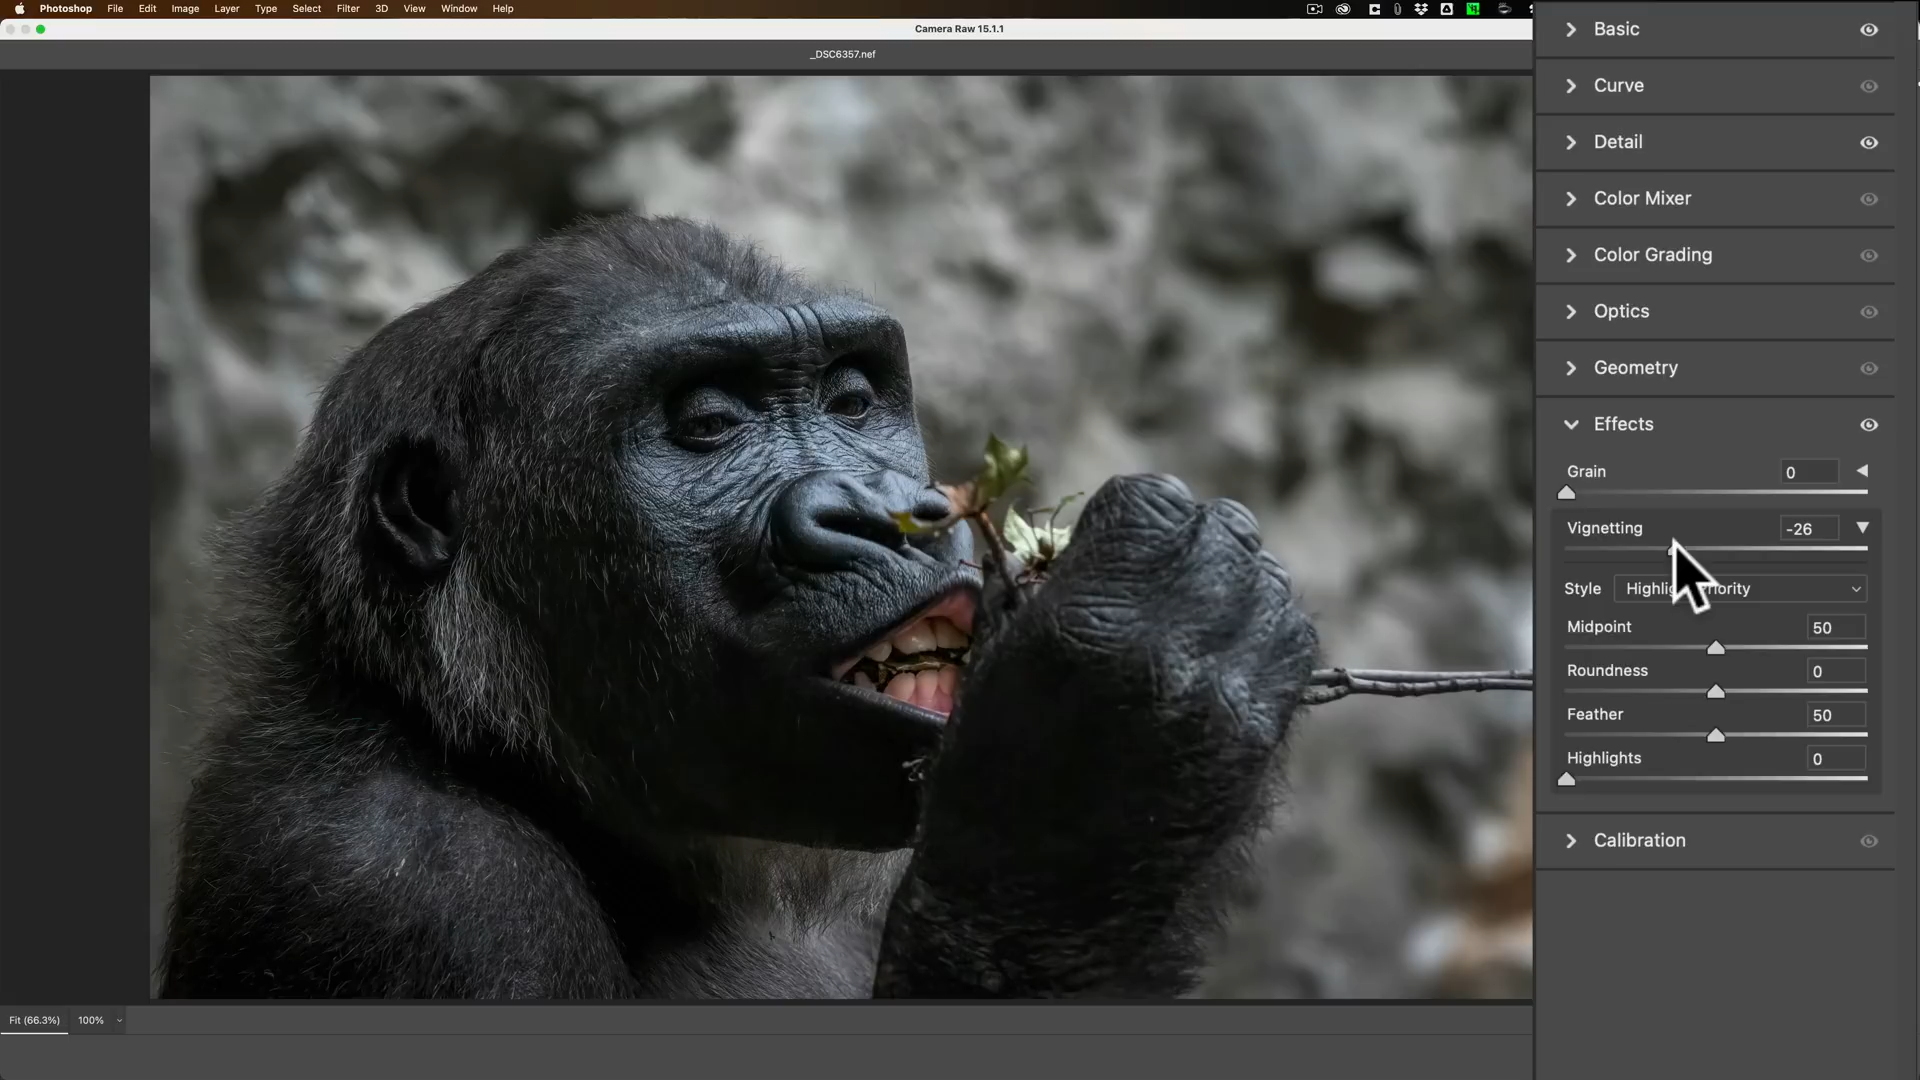 Photoshop File Edit Image Layer Type Select Filter 3D View Window Help
Camera Raw 15.1.1
_DSC6357.nef
Basic
Curve
Detail
Color Mixer
Color Grading
Optics
Geometry
Effects
Grain 0
Vignetting -26
Style Highli iority
Midpoint 50
Roundness 0
Feather 50
Highlights 0
Calibration
Fit (66.3%) 100%